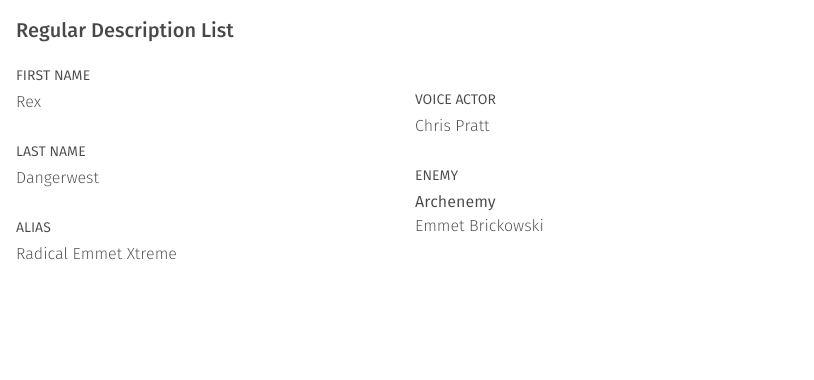 Regular Description List
FIRST NAME
Rex
LAST NAME
Dangerwest
ALIAS
Radical Emmet Xtreme
VOICE ACTOR
Chris Pratt
ENEMY
Archenemy
Emmet Brickowski